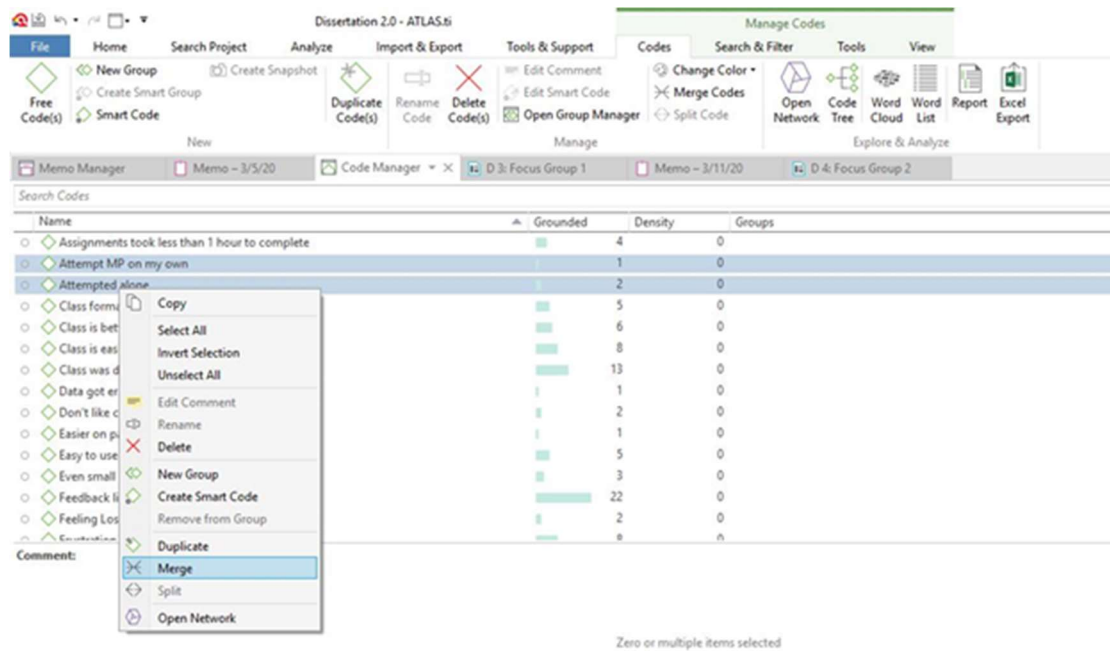 Dissertation 2.0 - ATLAS.ti
Manage Codes
File Home Search Project Analyze Import & Export Tools & Support Codes Search & Filter Tools View
Free Code(s)
New Group
Create Smart Group
Smart Code
Create Snapshot
New
Duplicate Code(s)
Rename Code
Delete Code(s)
Edit Comment
Edit Smart Code
Open Group Manager
Change Color
Merge Codes
Split Code
Manage
Open Network
Code Tree
Word Cloud
Word List
Report
Excel Export
Explore & Analyze
Memo Manager Memo – 3/5/20 Code Manager D 3: Focus Group 1 Memo – 3/11/20 D 4: Focus Group 2
Search Codes
Name Grounded Density Groups
Assignments took less than 1 hour to complete 4 0
Attempt MP on my own 1 0
Attempted alone 2 0
Class forma 5 0
Class is bet 6 0
Class is eas 8 0
Class was d 13 0
Data got er 1 0
Don't like c 2 0
Easier on p 1 0
Easy to use 5 0
Even small 3 0
Feedback li 22 0
Feeling Los 2 0
Frustration 8 0
Copy
Select All
Invert Selection
Unselect All
Edit Comment
Rename
Delete
New Group
Create Smart Code
Remove from Group
Duplicate
Merge
Split
Open Network
Comment:
Zero or multiple items selected